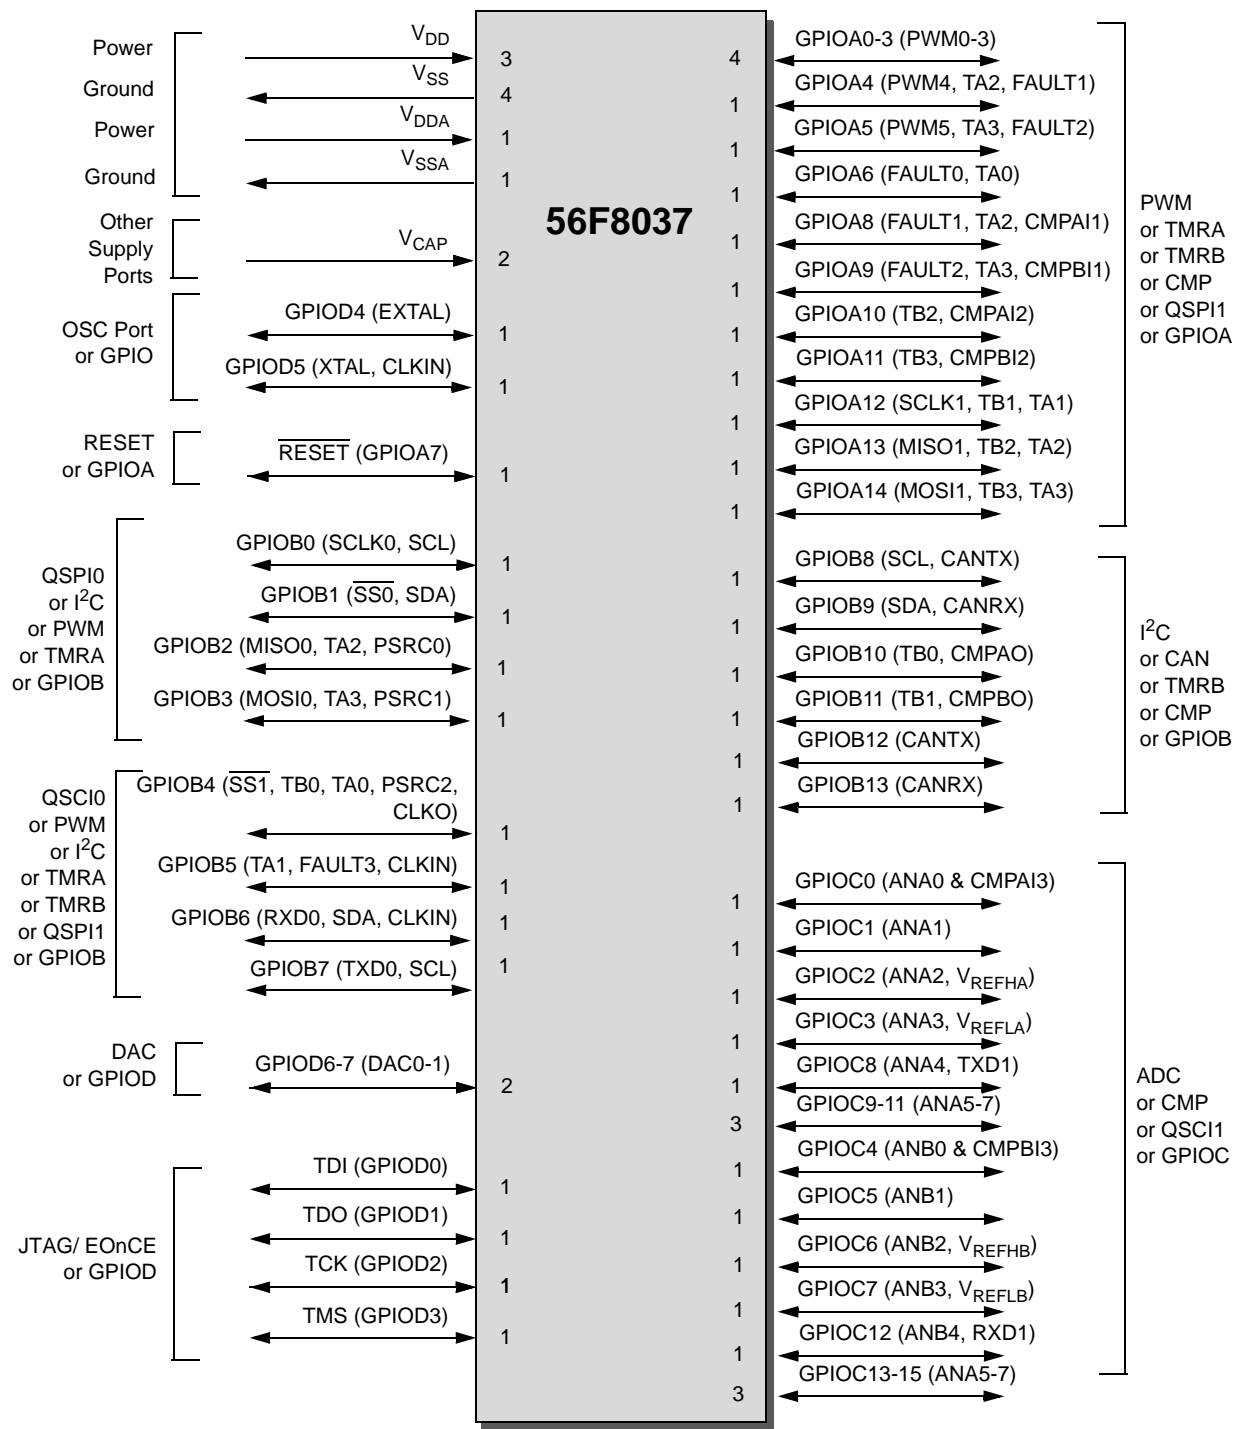 Power
V_DD
3
Ground
V_SS
4
Power
V_DDA
1
Ground
V_SSA
1
Other
Supply
Ports
V_CAP
2
OSC Port
or GPIO
GPIOD4 (EXTAL)
1
GPIOD5 (XTAL, CLKIN)
1
RESET
or GPIOA
RESET (GPIOA7)
1
QSPI0
or I²C
or PWM
or TMRA
or GPIOB
GPIOB0 (SCLK0, SCL)
1
GPIOB1 (SS0, SDA)
1
GPIOB2 (MISO0, TA2, PSRC0)
1
GPIOB3 (MOSI0, TA3, PSRC1)
1
QSCI0
or PWM
or I²C
or TMRA
or TMRB
or QSPI1
or GPIOB
GPIOB4 (SS1, TB0, TA0, PSRC2,
CLKO)
1
GPIOB5 (TA1, FAULT3, CLKIN)
1
GPIOB6 (RXD0, SDA, CLKIN)
1
GPIOB7 (TXD0, SCL)
1
DAC
or GPIOD
GPIOD6-7 (DAC0-1)
2
JTAG/ EOnCE
or GPIOD
TDI (GPIOD0)
1
TDO (GPIOD1)
1
TCK (GPIOD2)
1
TMS (GPIOD3)
1
56F8037
4
GPIOA0-3 (PWM0-3)
1
GPIOA4 (PWM4, TA2, FAULT1)
1
GPIOA5 (PWM5, TA3, FAULT2)
1
GPIOA6 (FAULT0, TA0)
1
GPIOA8 (FAULT1, TA2, CMPAI1)
1
GPIOA9 (FAULT2, TA3, CMPBI1)
1
GPIOA10 (TB2, CMPAI2)
1
GPIOA11 (TB3, CMPBI2)
1
GPIOA12 (SCLK1, TB1, TA1)
1
GPIOA13 (MISO1, TB2, TA2)
1
GPIOA14 (MOSI1, TB3, TA3)
PWM
or TMRA
or TMRB
or CMP
or QSPI1
or GPIOA
1
GPIOB8 (SCL, CANTX)
1
GPIOB9 (SDA, CANRX)
1
GPIOB10 (TB0, CMPAO)
1
GPIOB11 (TB1, CMPBO)
1
GPIOB12 (CANTX)
1
GPIOB13 (CANRX)
I²C
or CAN
or TMRB
or CMP
or GPIOB
1
GPIOC0 (ANA0 & CMPAI3)
1
GPIOC1 (ANA1)
1
GPIOC2 (ANA2, V_REFHA)
1
GPIOC3 (ANA3, V_REFLA)
1
GPIOC8 (ANA4, TXD1)
3
GPIOC9-11 (ANA5-7)
1
GPIOC4 (ANB0 & CMPBI3)
1
GPIOC5 (ANB1)
1
GPIOC6 (ANB2, V_REFHB)
1
GPIOC7 (ANB3, V_REFLB)
1
GPIOC12 (ANB4, RXD1)
3
GPIOC13-15 (ANA5-7)
ADC
or CMP
or QSCI1
or GPIOC